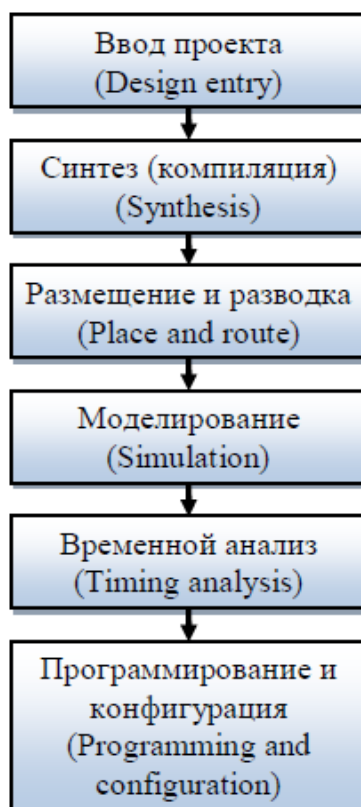 Ввод проекта
(Design entry)
Синтез (компиляция)
(Synthesis)
Размещение и разводка
(Place and route)
Моделирование
(Simulation)
Временной анализ
(Timing analysis)
Программирование и
конфигурация
(Programming and
configuration)